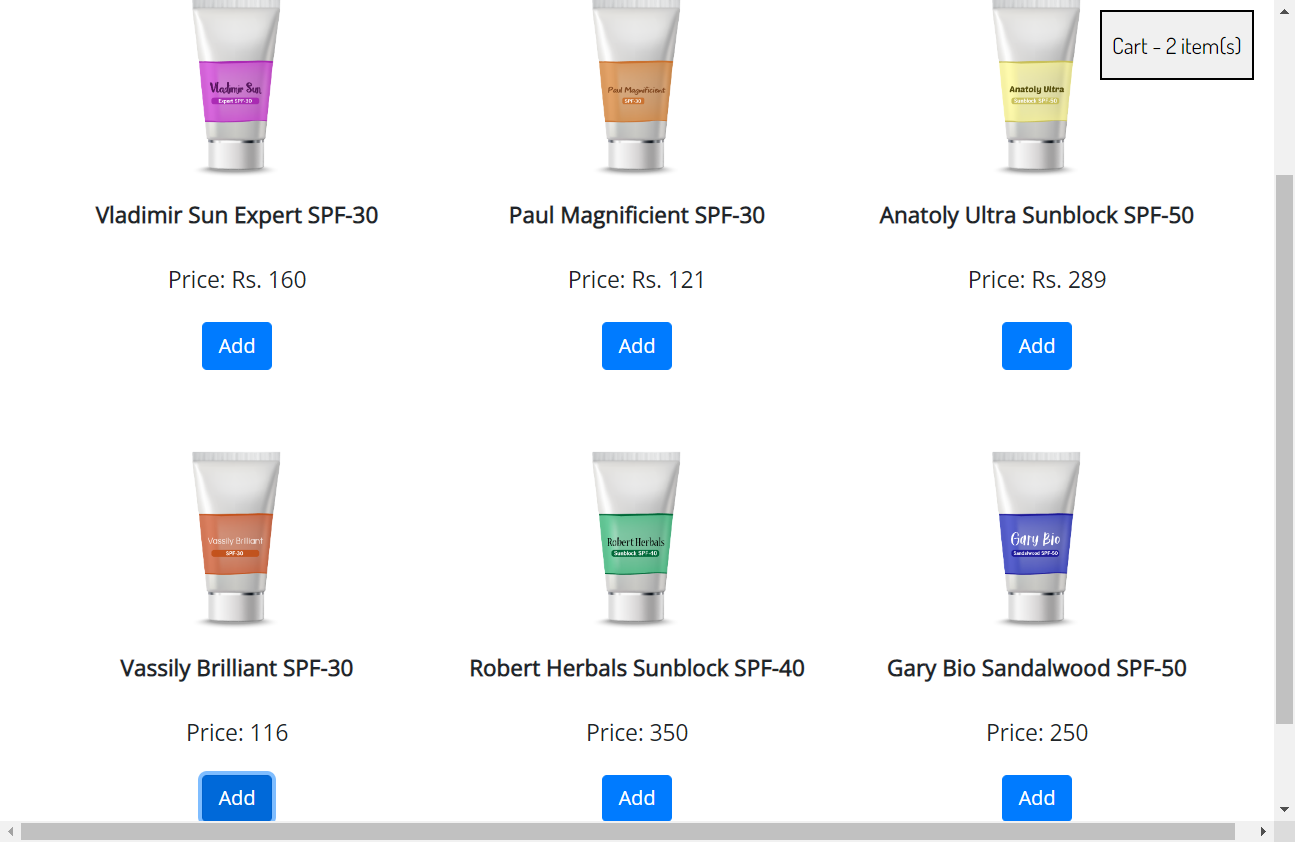 Cart - 2 item(s)
Vladimir Sun
Expert SPF-30
Paul Magnificient
SPF-30
Anatoly Ultra
Sunblock SPF-50
Vladimir Sun Expert SPF-30
Paul Magnificient SPF-30
Anatoly Ultra Sunblock SPF-50
Price: Rs. 160
Price: Rs. 121
Price: Rs. 289
Add
Add
Add
Vassily Brilliant
SPF-30
Robert Herbals
Sunblock SPF-40
Gary Bio
Sandalwood SPF-50
Vassily Brilliant SPF-30
Robert Herbals Sunblock SPF-40
Gary Bio Sandalwood SPF-50
Price: 116
Price: 350
Price: 250
Add
Add
Add